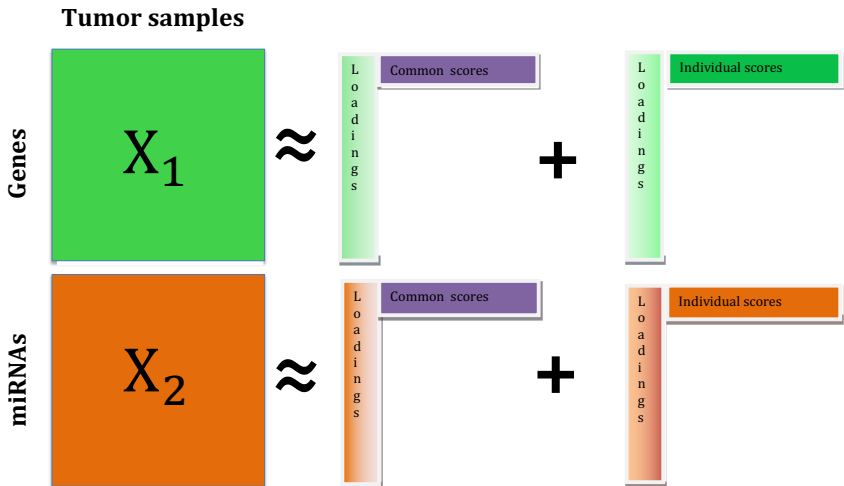 Tumor samples
Genes
X₁
≈
Loadings
Common scores
+
Loadings
Individual scores
miRNAs
X₂
≈
Loadings
Common scores
+
Loadings
Individual scores